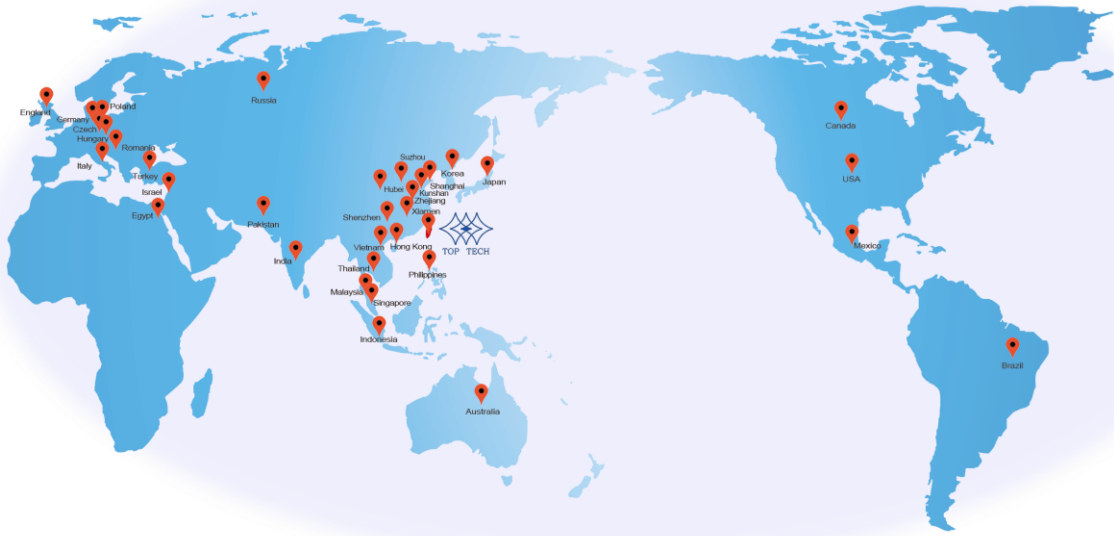 Russia
England
Poland
Germany
Czech
Hungary
Romania
Italy
Turkey
Israel
Egypt
Pakistan
India
Suzhou
Hubei
Shanghai
Kunshan
Zhejiang
Xiamen
Shenzhen
Korea
Japan
Vietnam
Hong Kong
TOP TECH
Thailand
Philippines
Malaysia
Singapore
Indonesia
Australia
Canada
USA
Mexico
Brazil